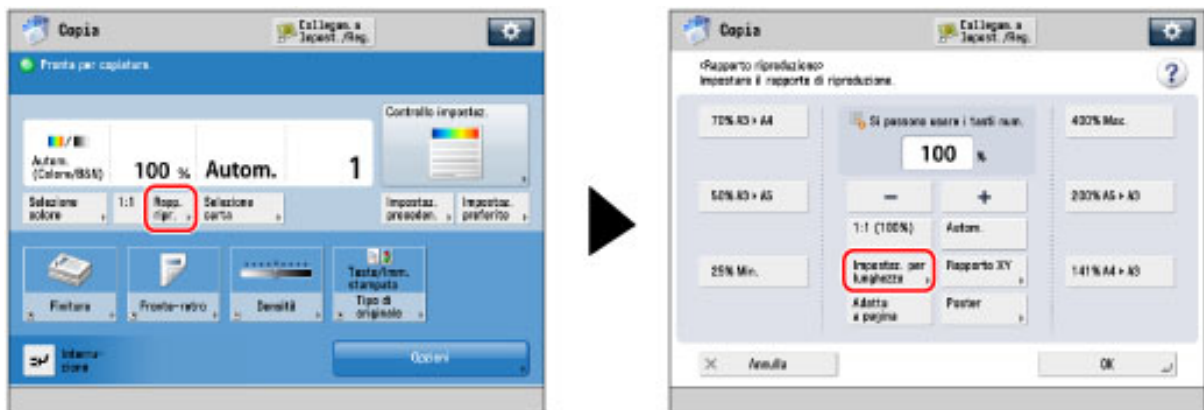 Copia
Collegam. a
Impost./Reg.
Pronta per copiatura.
Controllo impostaz.
Autom.
(Colore/B&N)
100 %
Autom.
1
Selezione
colore
1:1
Rapp.
ripr.
Selezione
carta
Impostaz.
preceden.
Impostaz.
preferito
Finitura
Fronte-retro
Densità
Testo/Imm.
stampata
Tipo di
originale
Interru-
zione
Opzioni
Copia
Collegam. a
Impost./Reg.
<Rapporto riproduzione>
Impostare il rapporto di riproduzione.
?
70% A3 ▸ A4
Si possono usare i tasti num.
400% Mac.
100 %
50% A3 ▸ A5
−
+
200% A5 ▸ A3
1:1 (100%)
Autom.
25% Min.
Impostaz. per
lunghezza
Rapporto XY
141% A4 ▸ A3
Adatta
a pagina
Poster
Annulla
OK